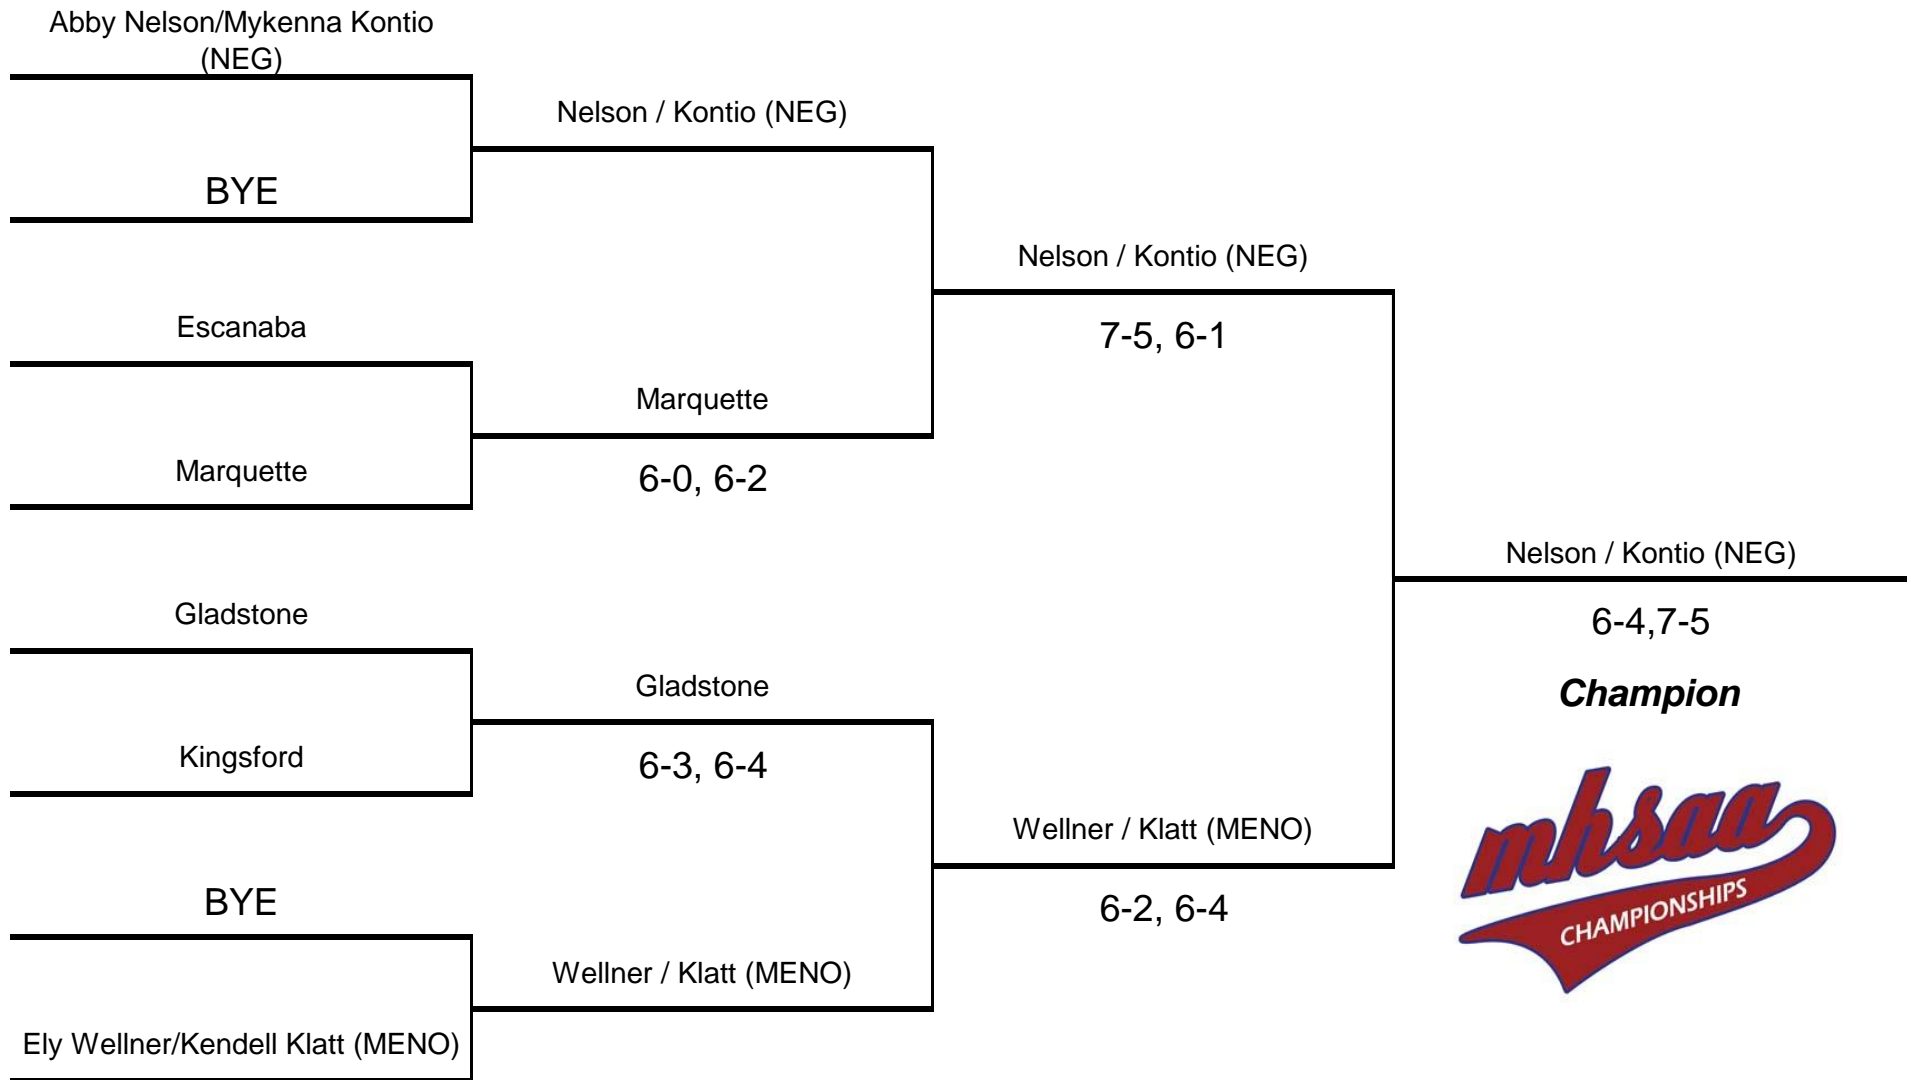 Abby Nelson/Mykenna Kontio
(NEG)
BYE
Escanaba
Marquette
Gladstone
Kingsford
BYE
Ely Wellner/Kendell Klatt (MENO)
Nelson / Kontio (NEG)
Marquette
6-0, 6-2
Gladstone
6-3, 6-4
Wellner / Klatt (MENO)
Nelson / Kontio (NEG)
7-5, 6-1
Wellner / Klatt (MENO)
6-2, 6-4
Nelson / Kontio (NEG)
6-4,7-5
Champion
mhsaa
CHAMPIONSHIPS